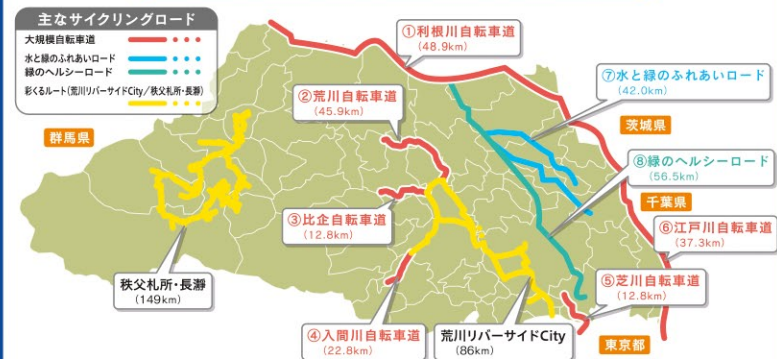 主なサイクリングロード
大規模自転車道
水と緑のふれあいロード
緑のヘルシーロード
彩くるルート(荒川リバーサイドCity/秩父札所・長瀞)
①利根川自転車道
(48.9km)
⑦水と緑のふれあいロード
(42.0km)
②荒川自転車道
(45.9km)
群馬県
茨城県
⑧緑のヘルシーロード
(56.5km)
千葉県
③比企自転車道
(12.8km)
⑥江戸川自転車道
(37.3km)
秩父札所・長瀞
(149km)
⑤芝川自転車道
(12.8km)
④入間川自転車道
(22.8km)
荒川リバーサイドCity
(86km)
東京都